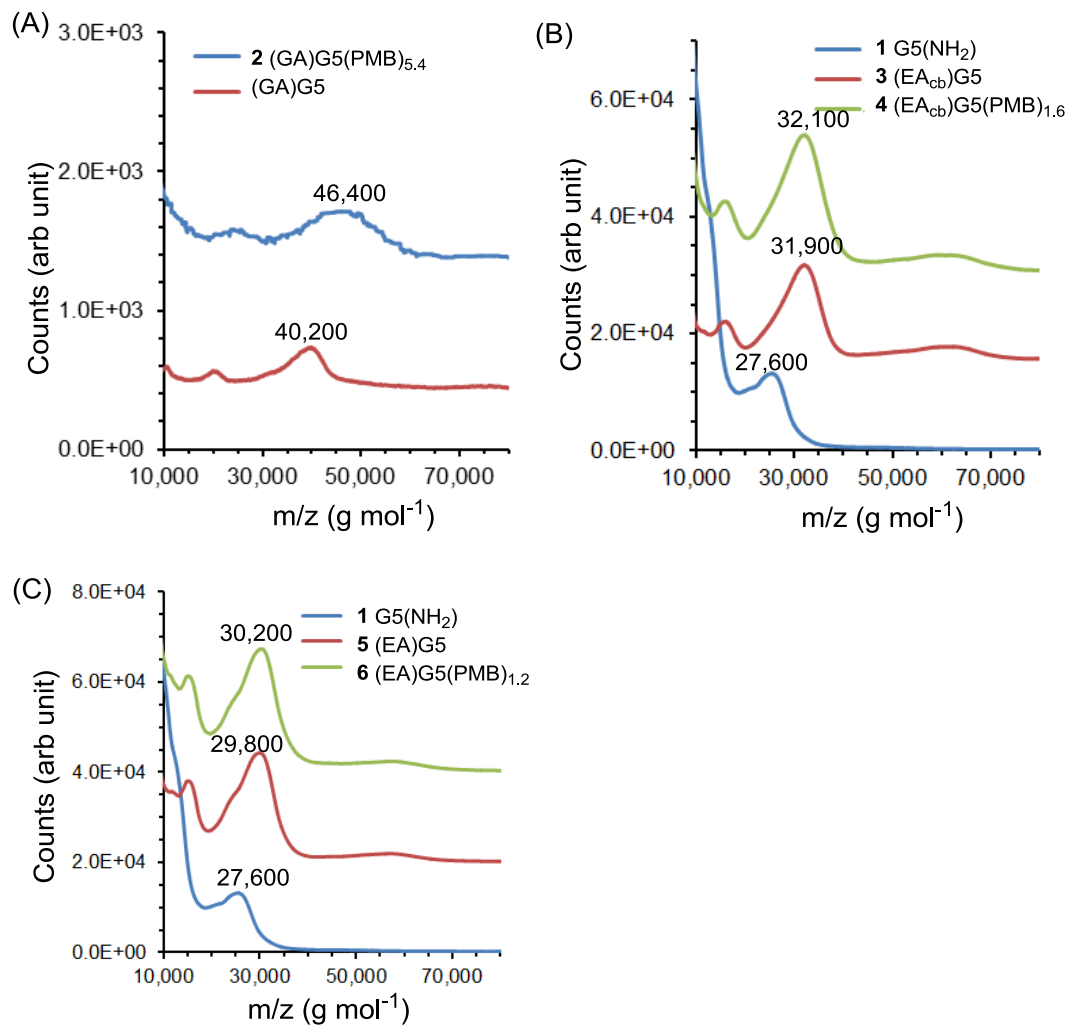 (A)
3.0E+03
2.0E+03
1.0E+03
0.0E+00
Counts (arb unit)
2 (GA)G5(PMB)5.4
(GA)G5
46,400
40,200
10,000 30,000 50,000 70,000
m/z (g mol-1)
(B)
6.0E+04
4.0E+04
2.0E+04
0.0E+00
Counts (arb unit)
1 G5(NH2)
3 (EAcb)G5
4 (EAcb)G5(PMB)1.6
32,100
31,900
27,600
10,000 30,000 50,000 70,000
m/z (g mol-1)
(C)
8.0E+04
6.0E+04
4.0E+04
2.0E+04
0.0E+00
Counts (arb unit)
1 G5(NH2)
5 (EA)G5
6 (EA)G5(PMB)1.2
30,200
29,800
27,600
10,000 30,000 50,000 70,000
m/z (g mol-1)